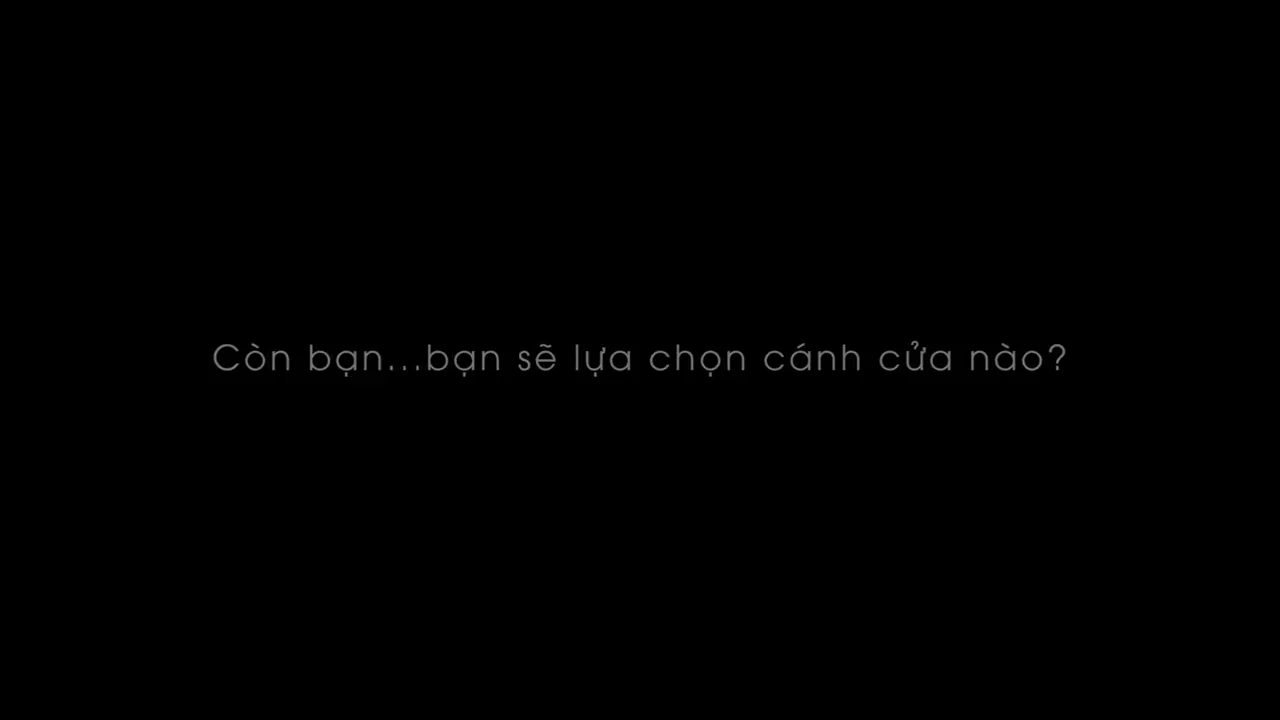 Còn bạn...bạn sẽ lựa chọn cánh cửa nào?